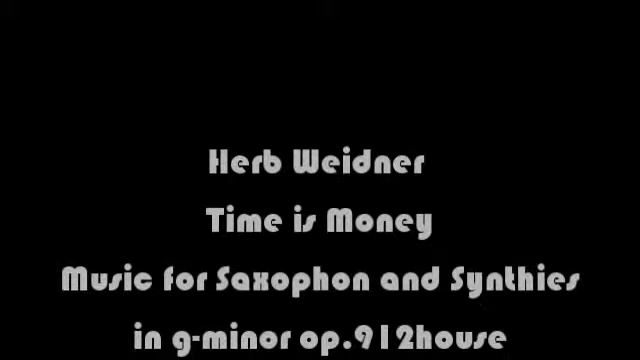 Herb Weidner
Time is Money
Music for Saxophon and Synthies
in g-minor op.912house